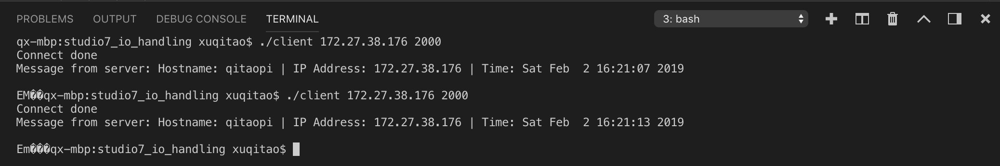 PROBLEMS OUTPUT DEBUG CONSOLE TERMINAL 3: bash
qx-mbp:studio7_io_handling xuqitao$ ./client 172.27.38.176 2000
Connect done
Message from server: Hostname: qitaopi | IP Address: 172.27.38.176 | Time: Sat Feb  2 16:21:07 2019
EM��qx-mbp:studio7_io_handling xuqitao$ ./client 172.27.38.176 2000
Connect done
Message from server: Hostname: qitaopi | IP Address: 172.27.38.176 | Time: Sat Feb  2 16:21:13 2019
Em���qx-mbp:studio7_io_handling xuqitao$